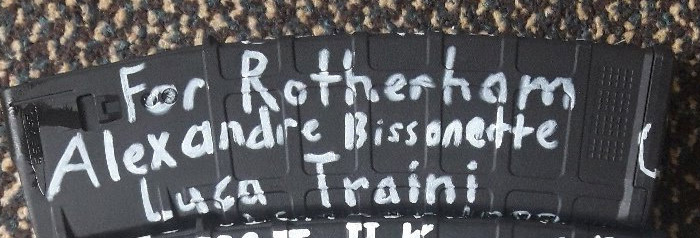 For Rotherham
Alexandre Bissonette
Luca Traini